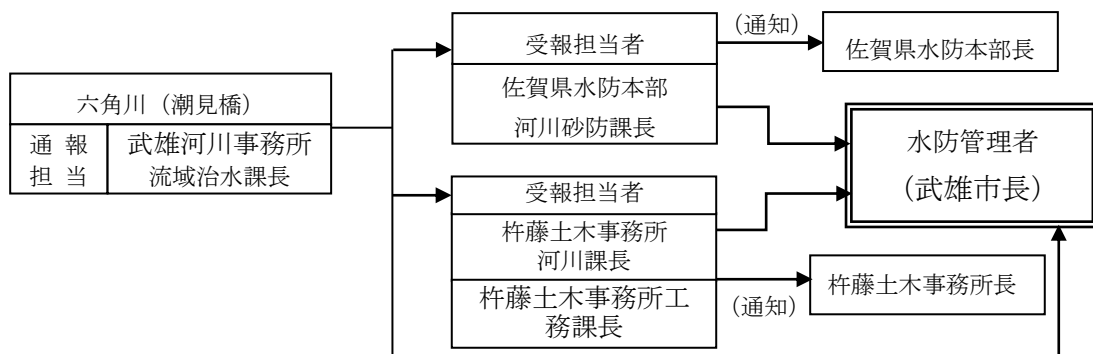 六角川（潮見橋）
通 報
担 当
武雄河川事務所
流域治水課長
受報担当者
佐賀県水防本部
河川砂防課長
（通知）
佐賀県水防本部長
水防管理者
（武雄市長）
受報担当者
杵藤土木事務所
河川課長
杵藤土木事務所工
務課長
（通知）
杵藤土木事務所長